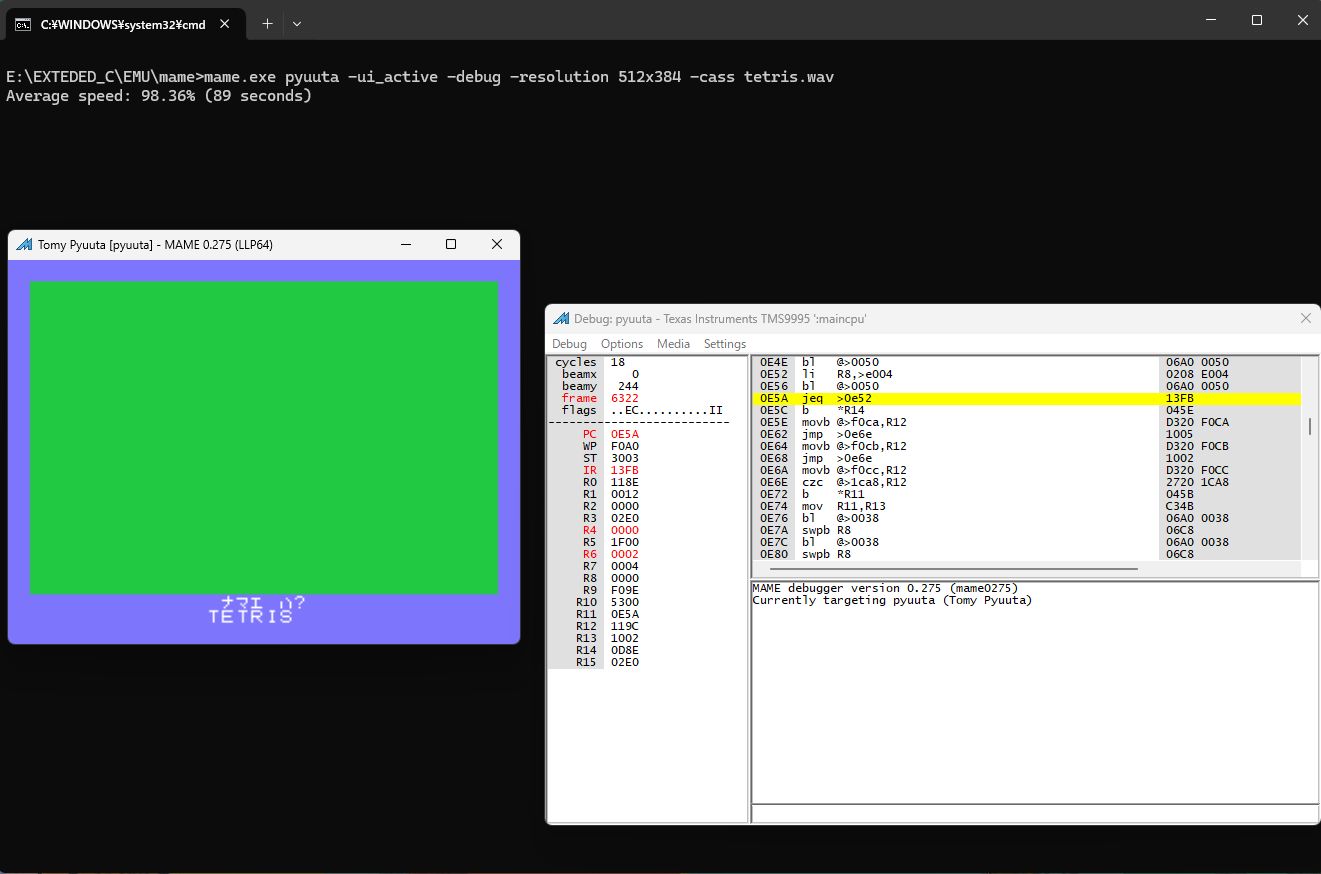 C:¥WINDOWS¥system32¥cmd
E:\EXTEDED_C\EMU\mame>mame.exe pyuuta -ui_active -debug -resolution 512x384 -cass tetris.wav
Average speed: 98.36% (89 seconds)
Tomy Pyuuta [pyuuta] - MAME 0.275 (LLP64)
ナマエ ハ?
TETRIS
Debug: pyuuta - Texas Instruments TMS9995 ':maincpu'
Debug Options Media Settings
cycles 18
beamx 0
beamy 244
frame 6322
flags ..EC..........II
PC 0E5A
WP F0A0
ST 3003
IR 13FB
R0 118E
R1 0012
R2 0000
R3 02E0
R4 0000
R5 1F00
R6 0002
R7 0004
R8 0000
R9 F09E
R10 5300
R11 0E5A
R12 119C
R13 1002
R14 0D8E
R15 02E0
0E4E bl @>0050 06A0 0050
0E52 li R8,>e004 0208 E004
0E56 bl @>0050 06A0 0050
0E5A jeq >0e52 13FB
0E5C b *R14 045E
0E5E movb @>f0ca,R12 D320 F0CA
0E62 jmp >0e6e 1005
0E64 movb @>f0cb,R12 D320 F0CB
0E68 jmp >0e6e 1002
0E6A movb @>f0cc,R12 D320 F0CC
0E6E czc @>1ca8,R12 2720 1CA8
0E72 b *R11 045B
0E74 mov R11,R13 C34B
0E76 bl @>0038 06A0 0038
0E7A swpb R8 06C8
0E7C bl @>0038 06A0 0038
0E80 swpb R8 06C8
MAME debugger version 0.275 (mame0275)
Currently targeting pyuuta (Tomy Pyuuta)